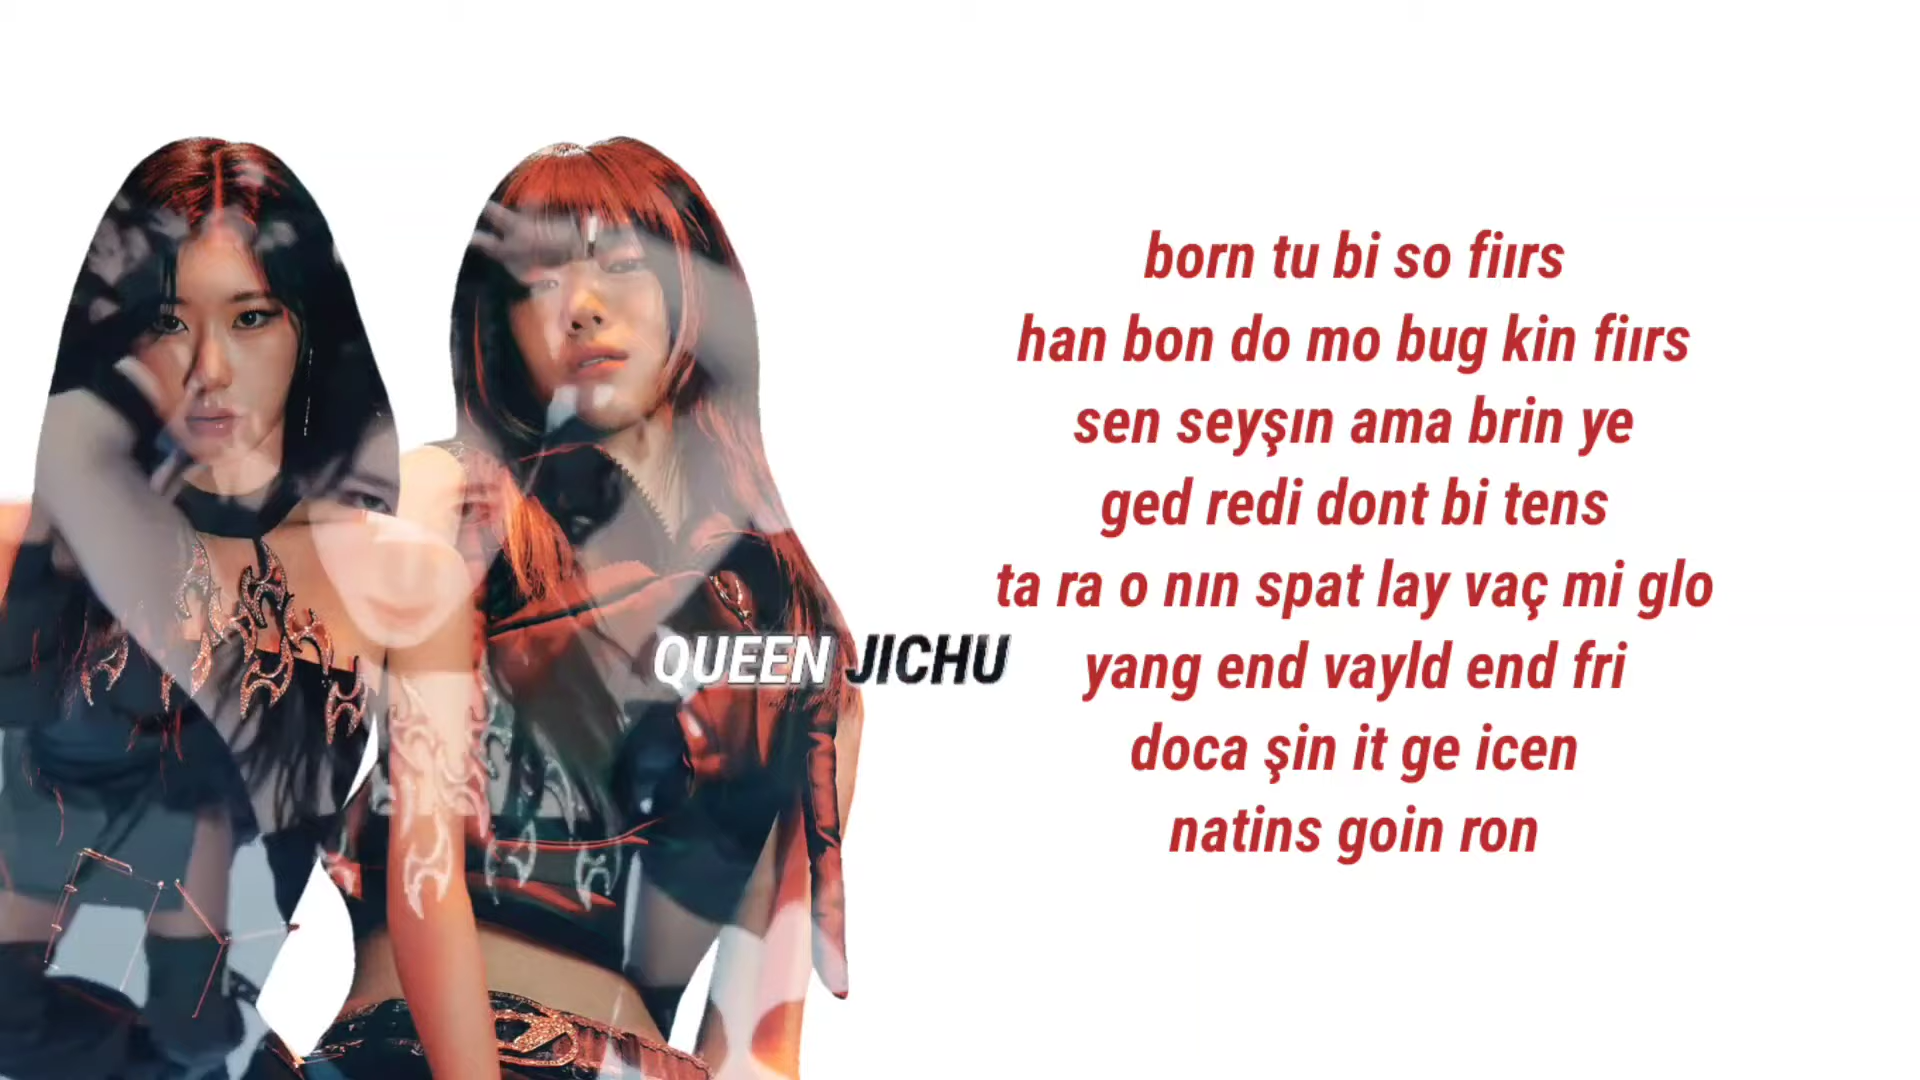 born tu bi so fiırs
han bon do mo bug kin fiırs
sen seyşın ama brin ye
ged redi dont bi tens
ta ra o nın spat lay vaç mi glo
yang end vayld end fri
doca şin it ge icen
natins goin ron
QUEEN JICHU